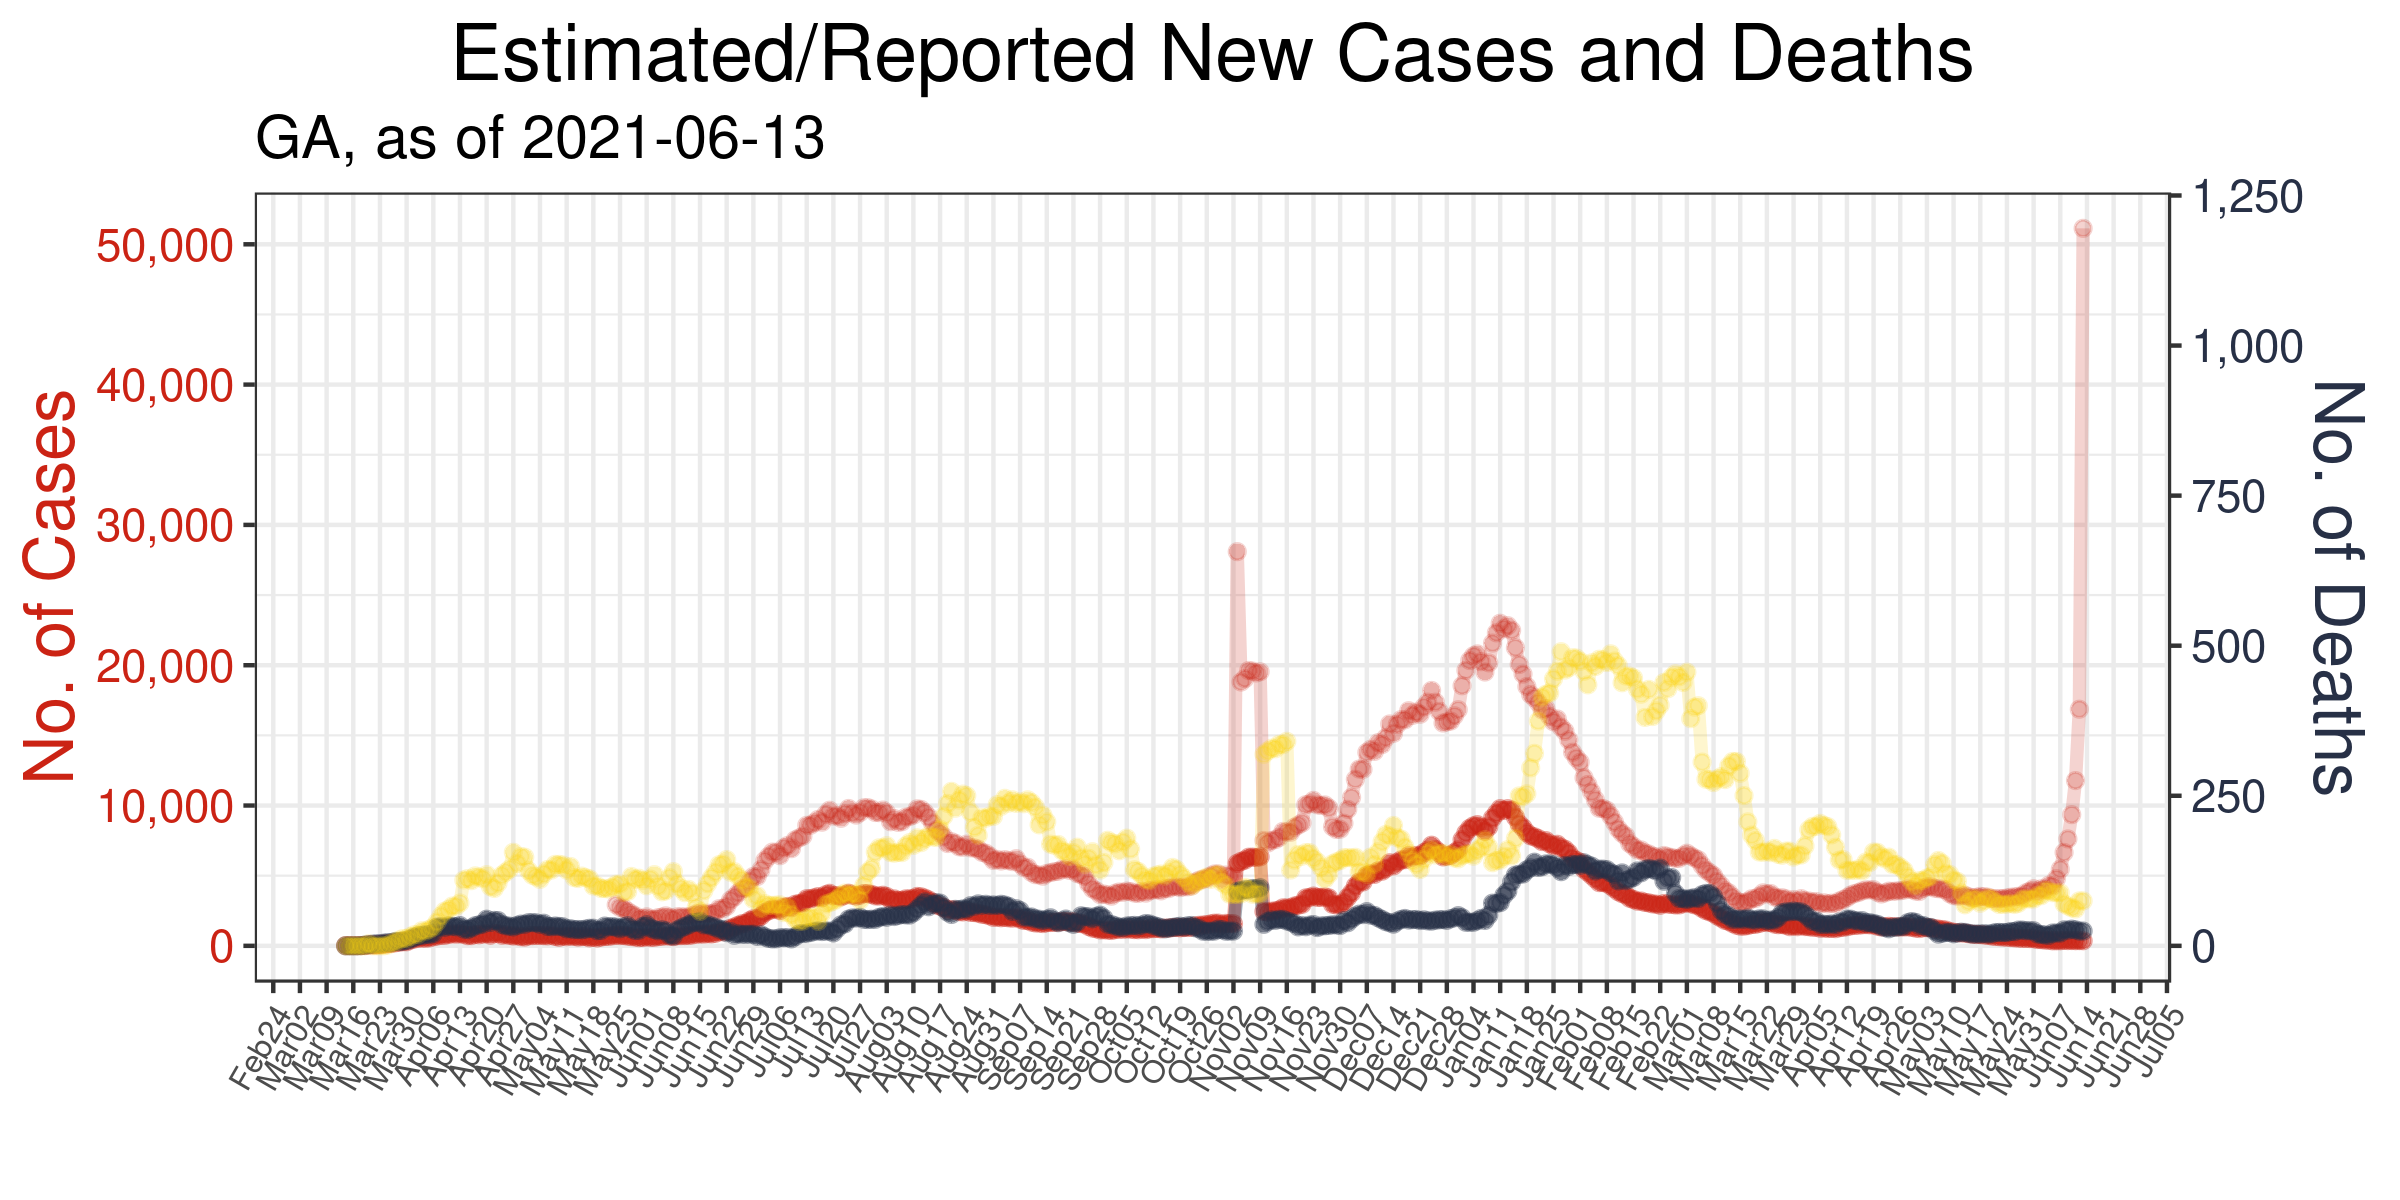 Estimated/Reported New Cases and Deaths
GA, as of 2021-06-13
No. of Cases
50,000
40,000
30,000
20,000
10,000
0
1,250
1,000
750
500
250
0
No. of Deaths
Feb24
Mar02
Mar09
Mar16
Mar23
Mar30
Apr06
Apr13
Apr20
Apr27
May04
May11
May18
May25
Jun01
Jun08
Jun15
Jun22
Jun29
Jul06
Jul13
Jul20
Jul27
Aug03
Aug10
Aug17
Aug24
Aug31
Sep07
Sep14
Sep21
Sep28
Oct05
Oct12
Oct19
Oct26
Nov02
Nov09
Nov16
Nov23
Nov30
Dec07
Dec14
Dec21
Dec28
Jan04
Jan11
Jan18
Jan25
Feb01
Feb08
Feb15
Feb22
Mar01
Mar08
Mar15
Mar22
Mar29
Apr05
Apr12
Apr19
Apr26
May03
May10
May17
May24
May31
Jun07
Jun14
Jun21
Jun28
Jul05